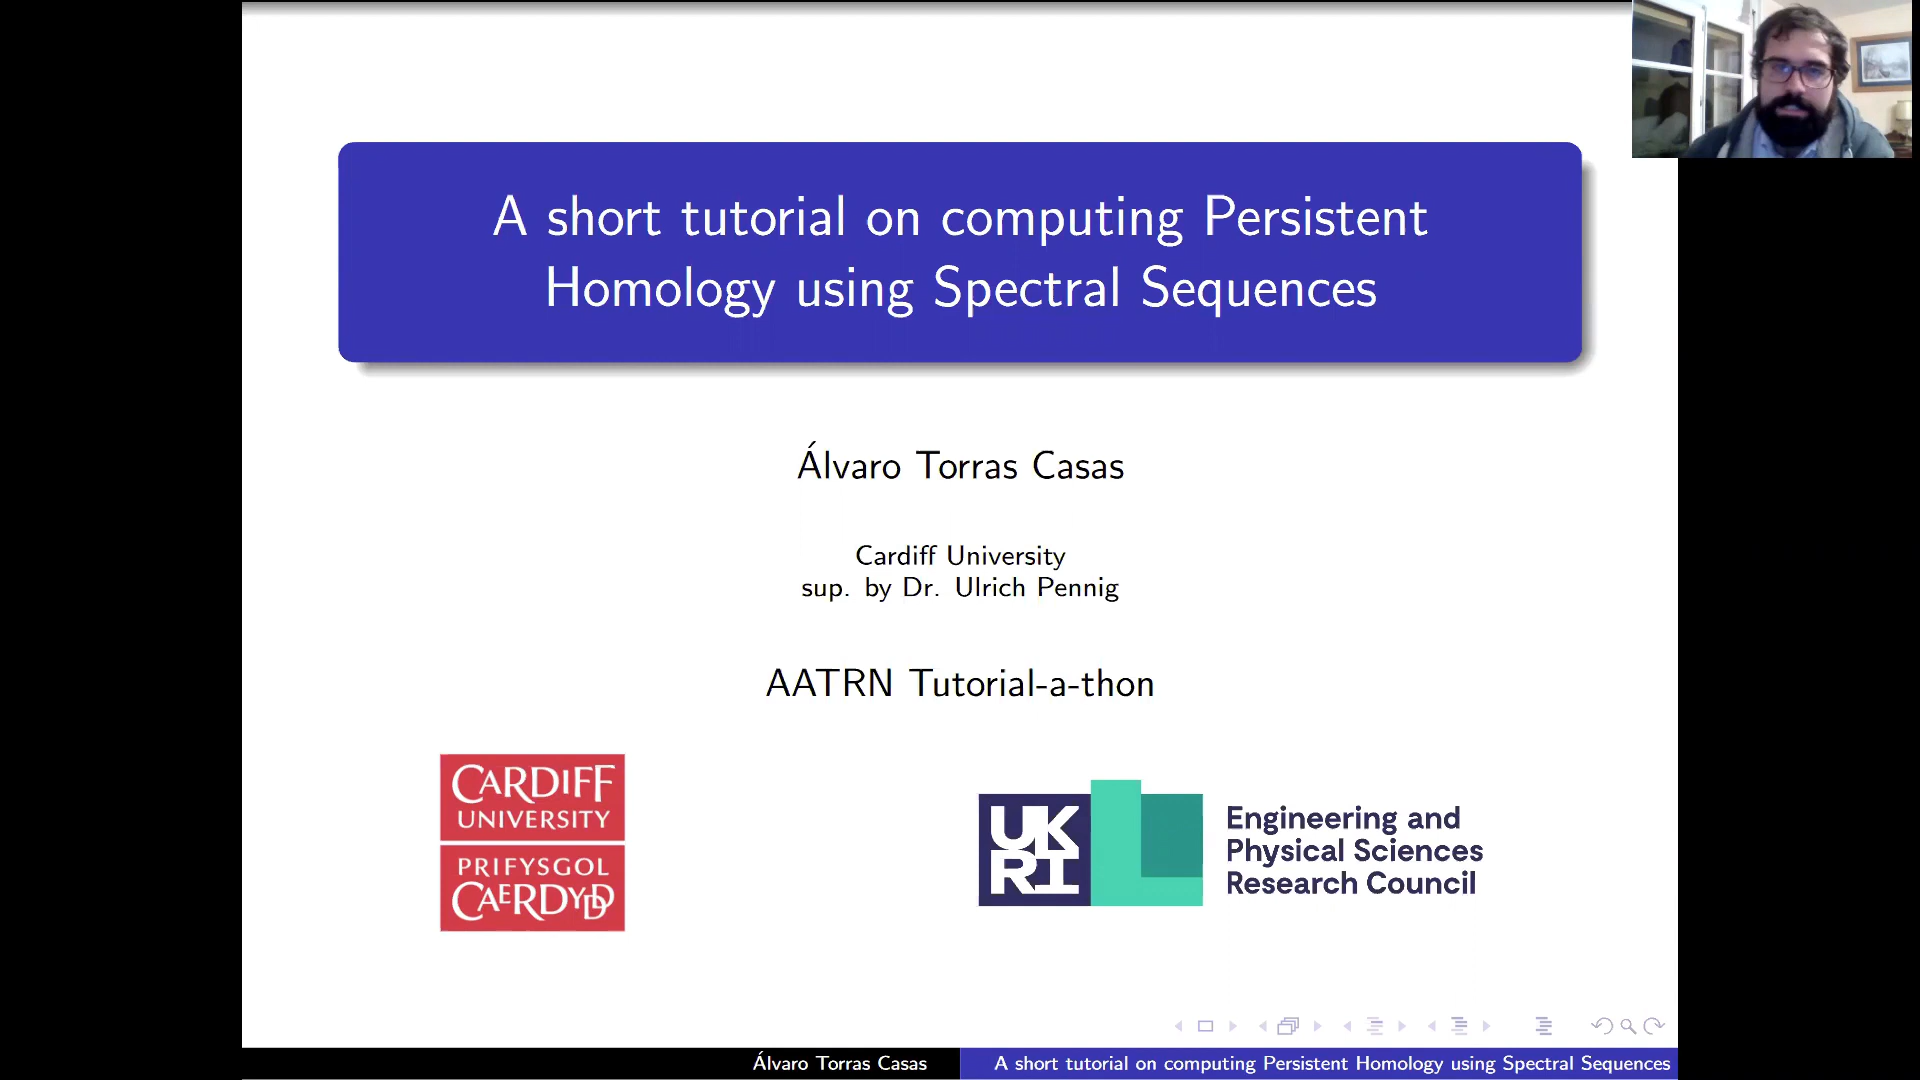 A short tutorial on computing Persistent
Homology using Spectral Sequences
Álvaro Torras Casas
Cardiff University
sup. by Dr. Ulrich Pennig
AATRN Tutorial-a-thon
CARDIFF
UNIVERSITY
PRIFYSGOL
CAERDYDD
UK
RI
Engineering and
Physical Sciences
Research Council
Álvaro Torras Casas
A short tutorial on computing Persistent Homology using Spectral Sequences